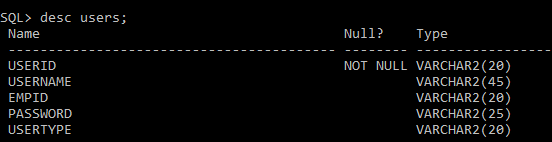 SQL> desc users;
Name Null? Type
----------------------------------------- -------- -----------------
USERID NOT NULL VARCHAR2(20)
USERNAME VARCHAR2(45)
EMPID VARCHAR2(20)
PASSWORD VARCHAR2(25)
USERTYPE VARCHAR2(20)